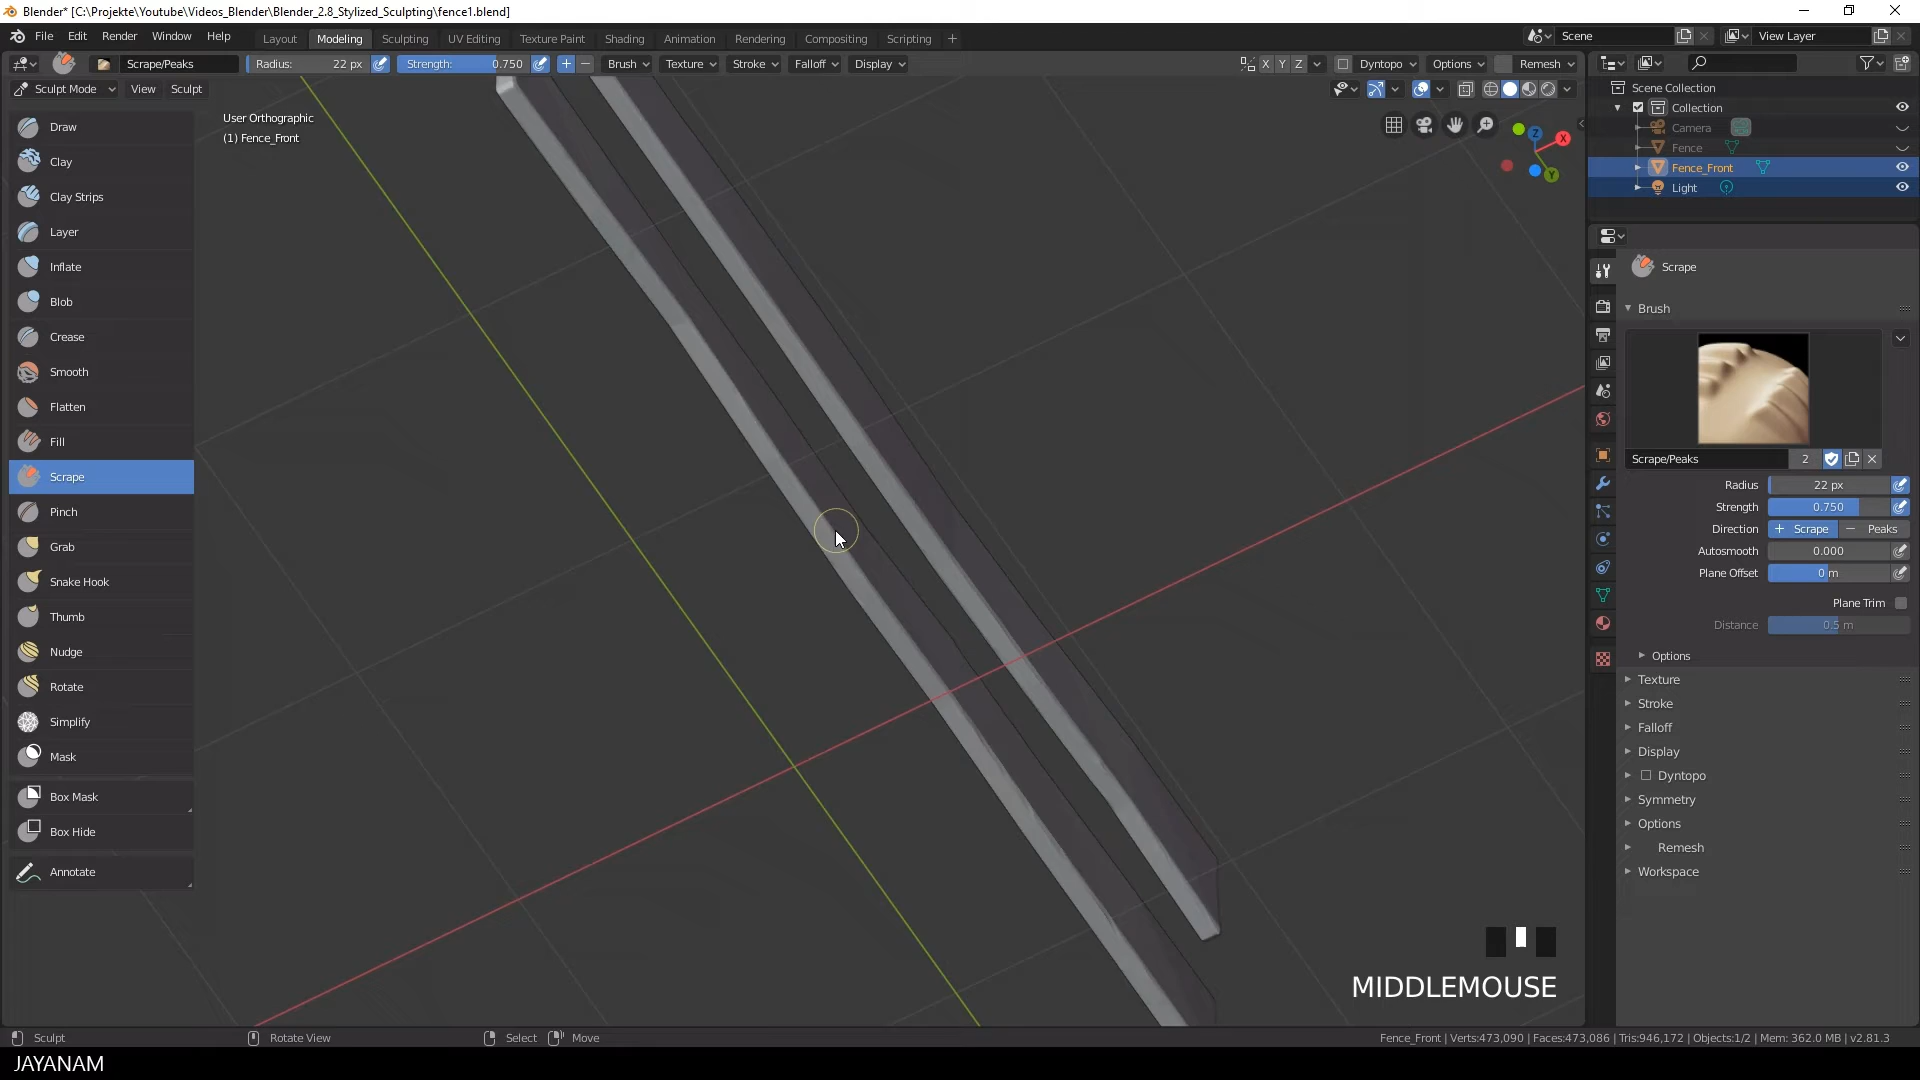 Blender* [C:\Projekte\Youtube\Videos_Blender\Blender_2.8_Stylized_Sculpting\fence1.blend]
File Edit Render Window Help Layout Modeling Sculpting UV Editing Texture Paint Shading Animation Rendering Compositing Scripting + Scene View Layer
Scrape/Peaks Radius: 22 px Strength: 0.750 + − Brush Texture Stroke Falloff Display X Y Z Dyntopo Options Remesh
Sculpt Mode View Sculpt
User Orthographic
(1) Fence_Front
Draw
Clay
Clay Strips
Layer
Inflate
Blob
Crease
Smooth
Flatten
Fill
Scrape
Pinch
Grab
Snake Hook
Thumb
Nudge
Rotate
Simplify
Mask
Box Mask
Box Hide
Annotate
Z X Y
Scene Collection
Collection
Camera
Fence
Fence_Front
Light
Scrape
Brush
Scrape/Peaks 2
Radius 22 px
Strength 0.750
Direction + Scrape − Peaks
Autosmooth 0.000
Plane Offset 0 m
Plane Trim
Distance 0.5 m
Options
Texture
Stroke
Falloff
Display
Dyntopo
Symmetry
Options
Remesh
Workspace
MIDDLEMOUSE
Sculpt Rotate View Select Move Fence_Front | Verts:473,090 | Faces:473,086 | Tris:946,172 | Objects:1/2 | Mem: 362.0 MB | v2.81.3
JAYANAM